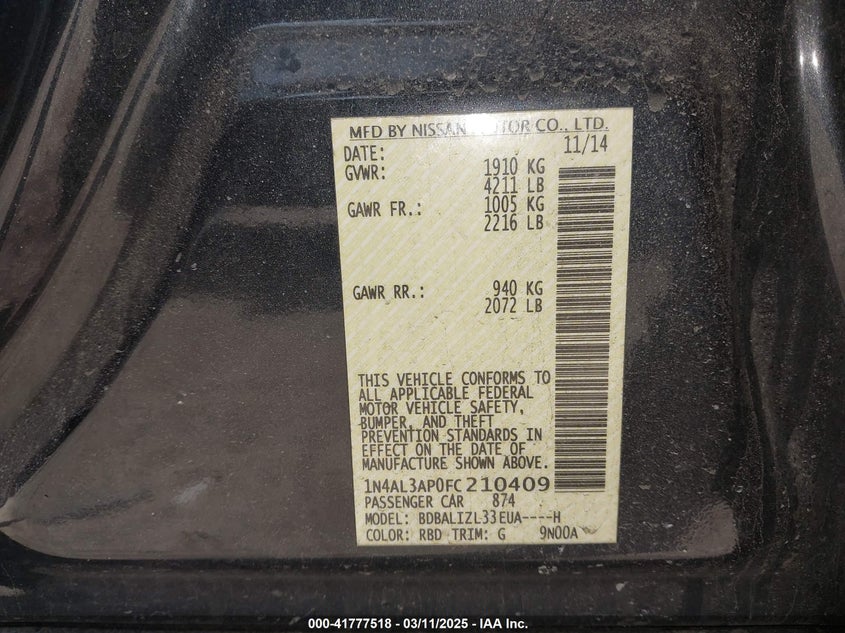 MFD BY NISSAN MOTOR CO., LTD.
DATE: 11/14
GVWR: 1910 KG
4211 LB
GAWR FR.: 1005 KG
2216 LB
GAWR RR.: 940 KG
2072 LB
THIS VEHICLE CONFORMS TO
ALL APPLICABLE FEDERAL
MOTOR VEHICLE SAFETY,
BUMPER, AND THEFT
PREVENTION STANDARDS IN
EFFECT ON THE DATE OF
MANUFACTURE SHOWN ABOVE.
1N4AL3AP0FC210409
PASSENGER CAR 874
MODEL: BDBALIZL33EUA----H
COLOR: RBD TRIM: G 9N00A
000-41777518 - 03/11/2025 - IAA Inc.